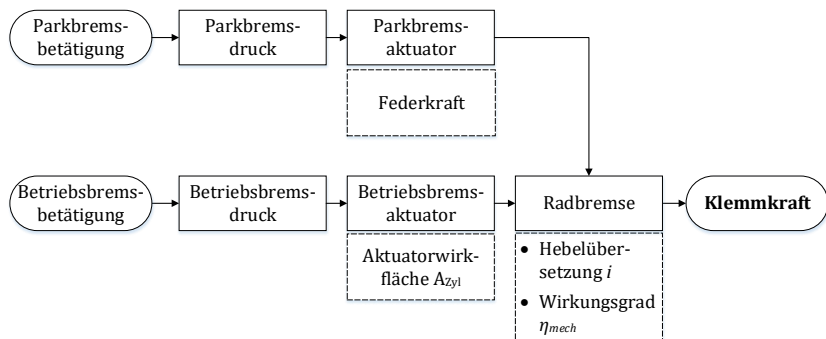 Parkbrems-
betätigung
Parkbrems-
druck
Parkbrems-
aktuator
Federkraft
Betriebsbrems-
betätigung
Betriebsbrems-
druck
Betriebsbrems-
aktuator
Aktuatorwirk-
fläche AZyl
Radbremse
• Hebelüber-
setzung i
• Wirkungsgrad
ηmech
Klemmkraft